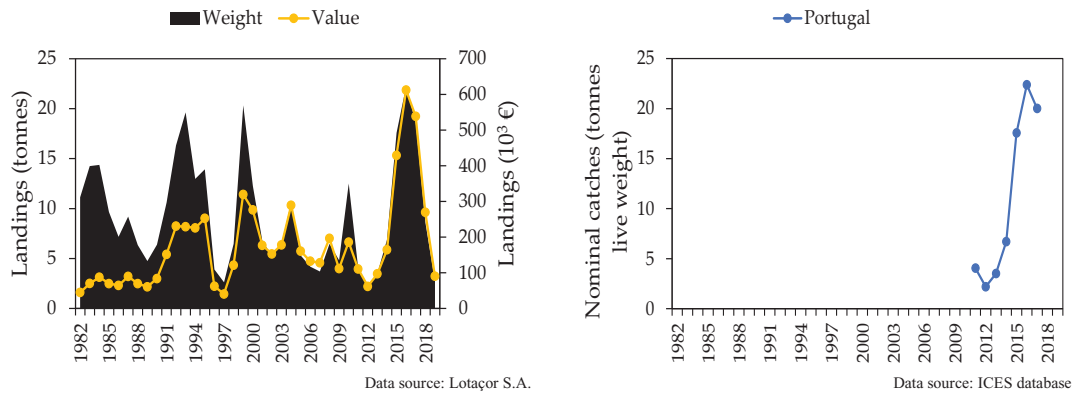 Weight Value
Landings (tonnes)
25
20
15
10
5
0
700
600
500
400
300
200
100
0
Landings (10³ €)
1982 1985 1988 1991 1994 1997 2000 2003 2006 2009 2012 2015 2018
Data source: Lotaçor S.A.
Portugal
Nominal catches (tonnes
live weight)
25
20
15
10
5
0
1982 1985 1988 1991 1994 1997 2000 2003 2006 2009 2012 2015 2018
Data source: ICES database